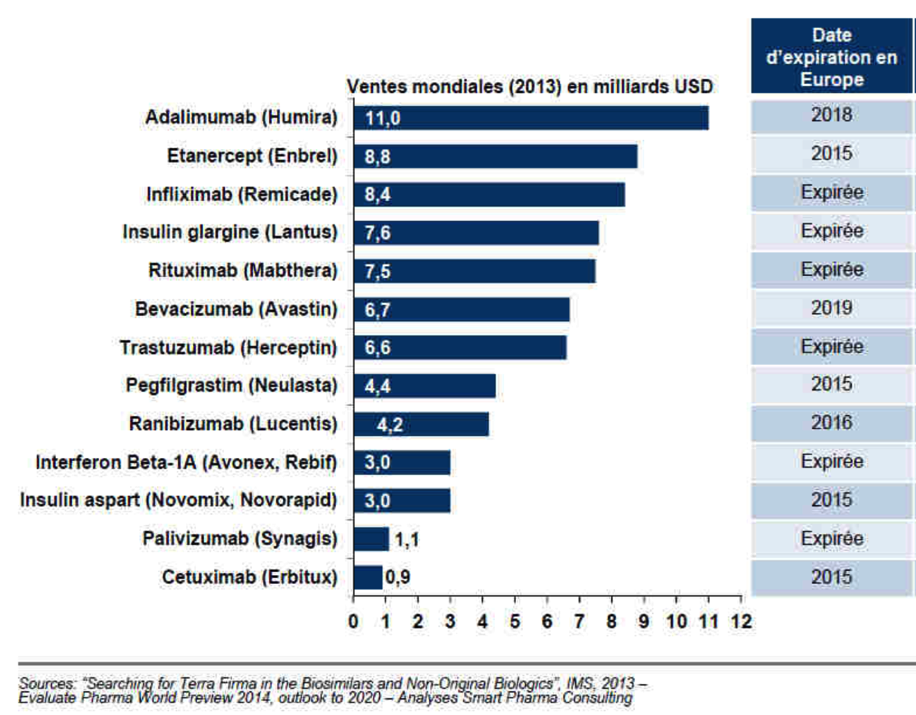 Date
d'expiration en
Europe
Ventes mondiales (2013) en milliards USD
Adalimumab (Humira) 11,0 2018
Etanercept (Enbrel) 8,8 2015
Infliximab (Remicade) 8,4 Expirée
Insulin glargine (Lantus) 7,6 Expirée
Rituximab (Mabthera) 7,5 Expirée
Bevacizumab (Avastin) 6,7 2019
Trastuzumab (Herceptin) 6,6 Expirée
Pegfilgrastim (Neulasta) 4,4 2015
Ranibizumab (Lucentis) 4,2 2016
Interferon Beta-1A (Avonex, Rebif) 3,0 Expirée
Insulin aspart (Novomix, Novorapid) 3,0 2015
Palivizumab (Synagis) 1,1 Expirée
Cetuximab (Erbitux) 0,9 2015
0 1 2 3 4 5 6 7 8 9 10 11 12
Sources: "Searching for Terra Firma in the Biosimilars and Non-Original Biologics", IMS, 2013 –
Evaluate Pharma World Preview 2014, outlook to 2020 – Analyses Smart Pharma Consulting